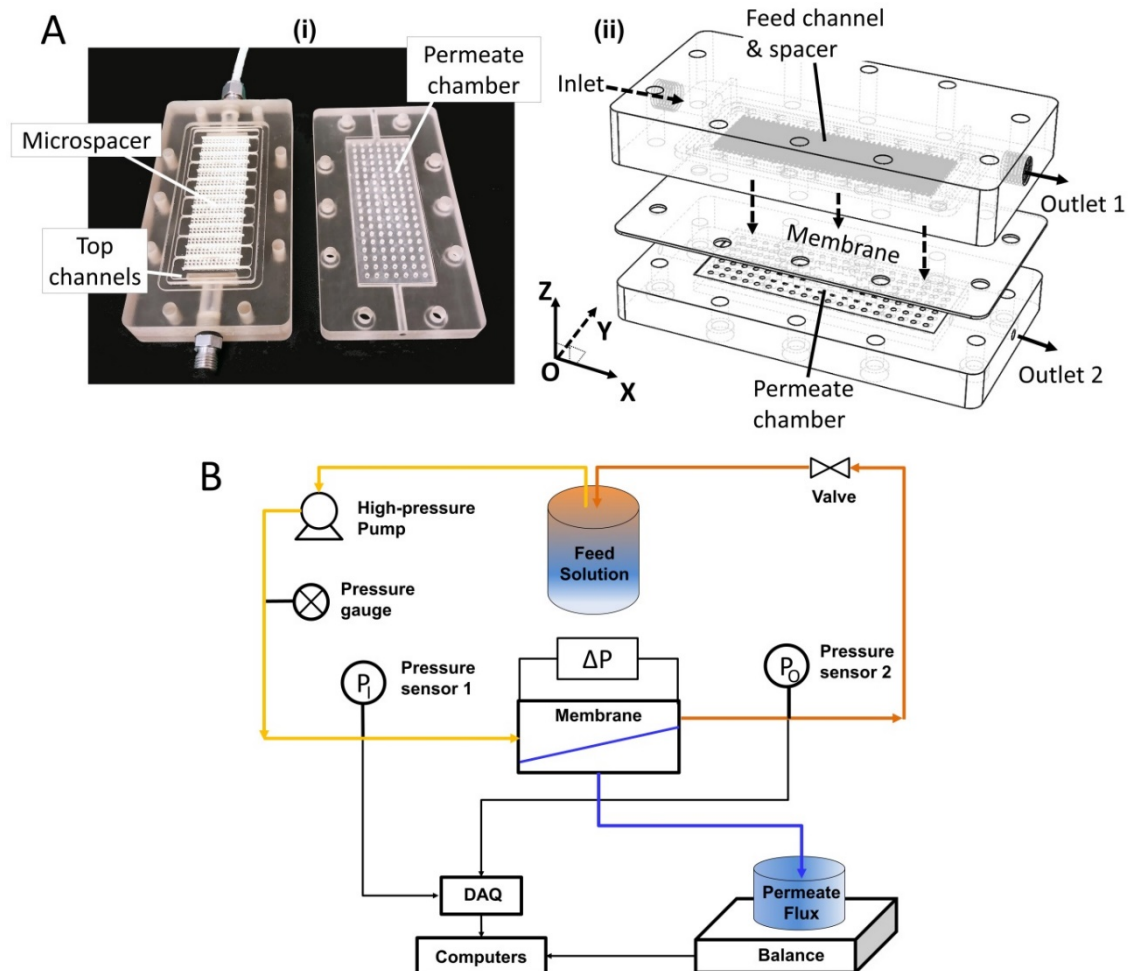 A
(i)
Permeate
chamber
Microspacer
Top
channels
(ii)
Feed channel
& spacer
Inlet
Outlet 1
Membrane
Z
Y
O
X
Permeate
chamber
Outlet 2
B
High-pressure
Pump
Feed
Solution
Valve
Pressure
gauge
ΔP
PI
Pressure
sensor 1
PO
Pressure
sensor 2
Membrane
DAQ
Permeate
Flux
Computers
Balance